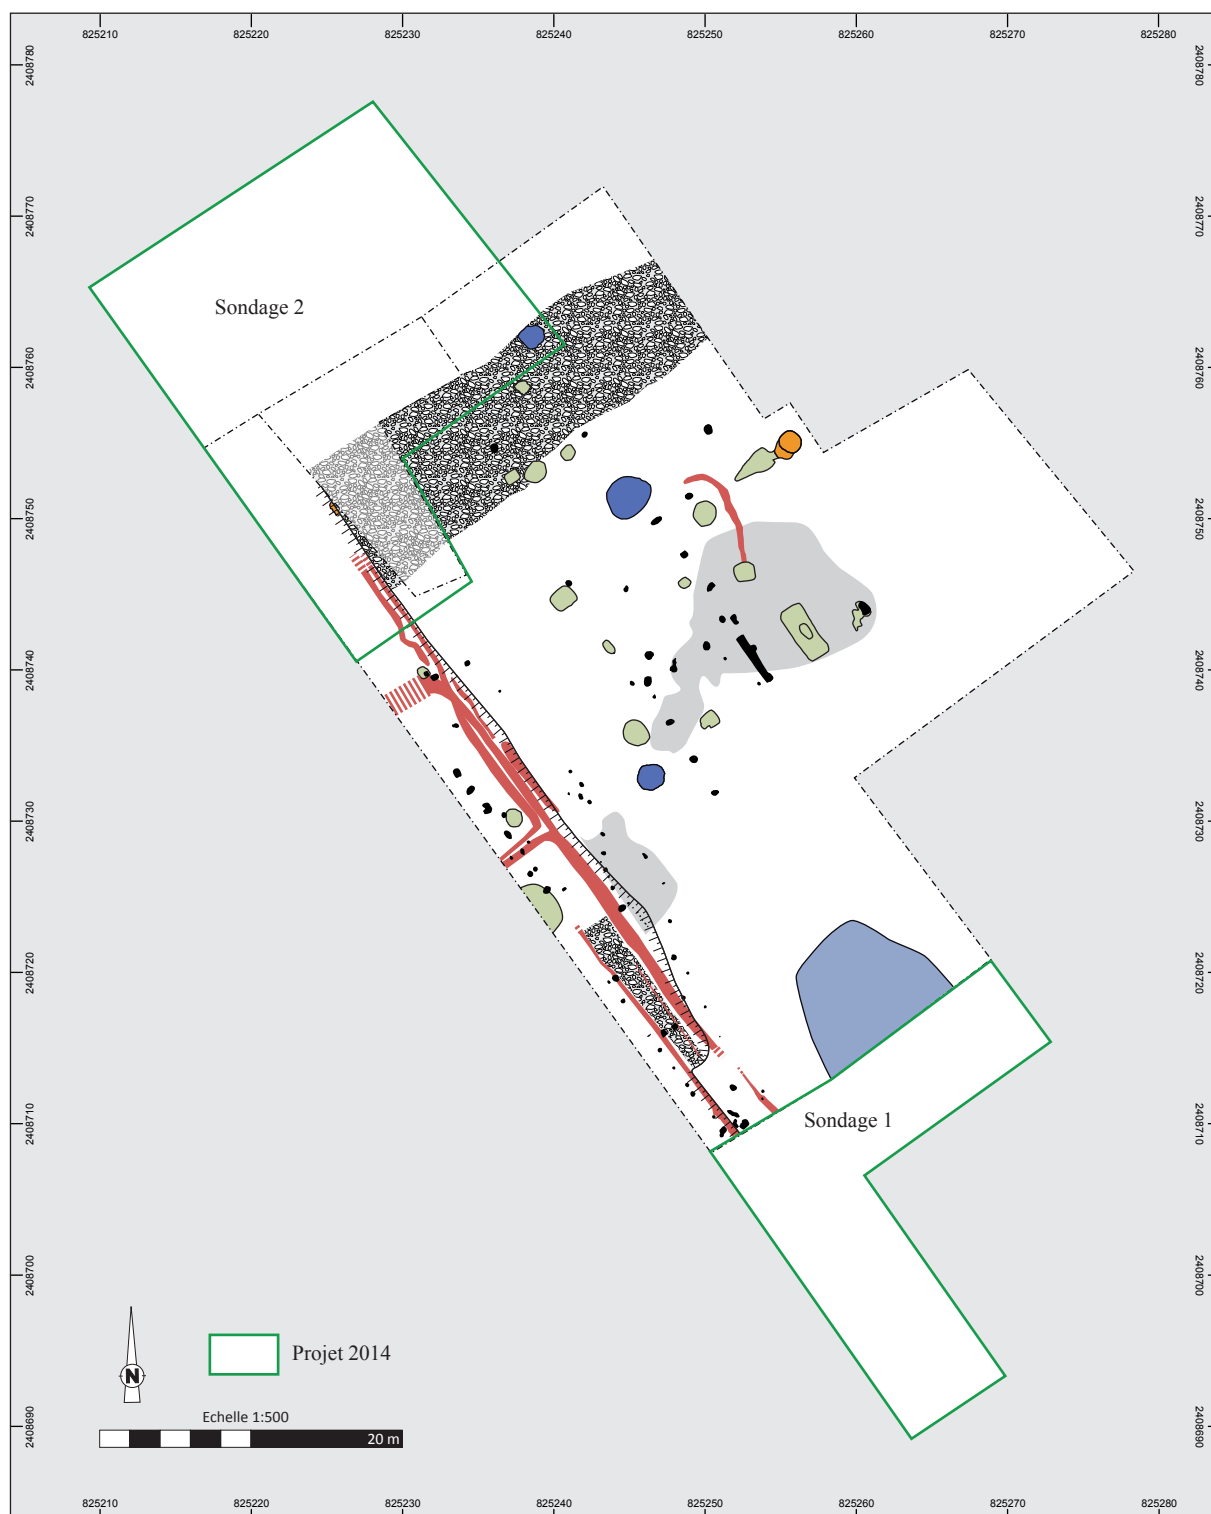 825210 825220 825230 825240 825250 825260 825270 825280
2408780 2408780
2408770 2408770
Sondage 2
2408760 2408760
2408750 2408750
2408740 2408740
2408730 2408730
2408720 2408720
Sondage 1
2408710 2408710
2408700 2408700
Projet 2014
N
Echelle 1:500
20 m
2408690 2408690
825210 825220 825230 825240 825250 825260 825270 825280